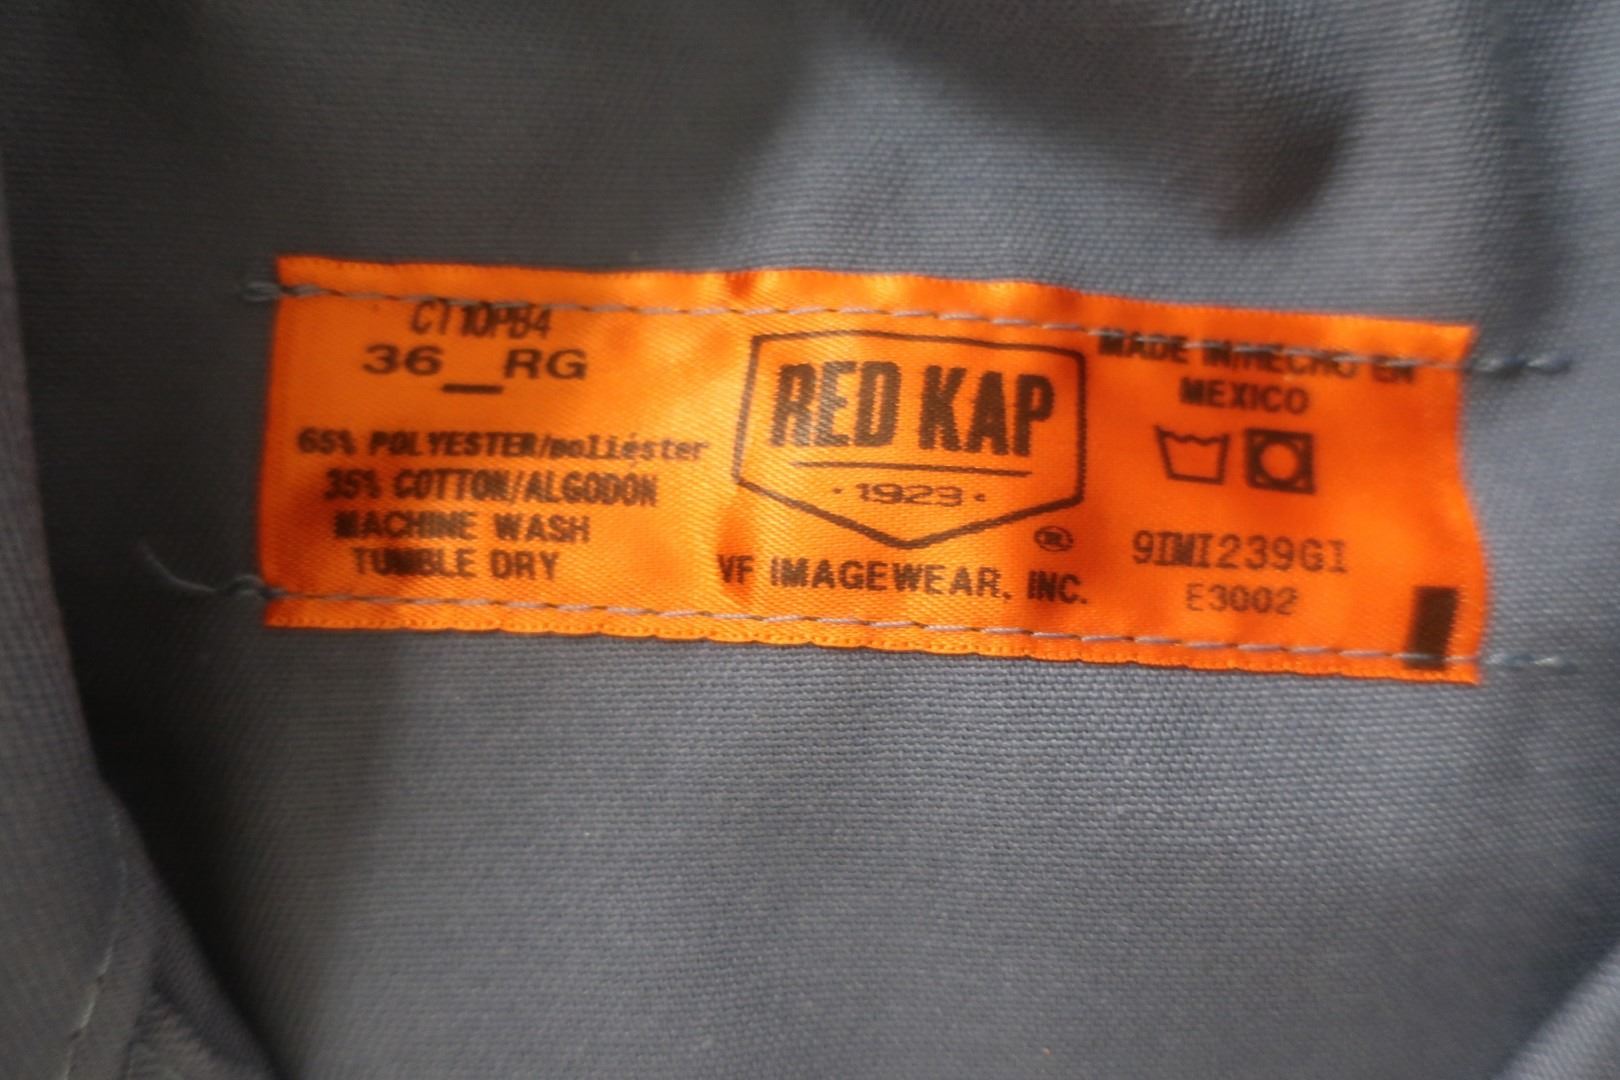 CT10PB4
36_RG
65% POLYESTER/poliéster
35% COTTON/ALGODON
MACHINE WASH
TUMBLE DRY
RED KAP
· 1923 ·
®
VF IMAGEWEAR, INC.
MADE IN/HECHO EN
MEXICO
9IMI239GI
E3002